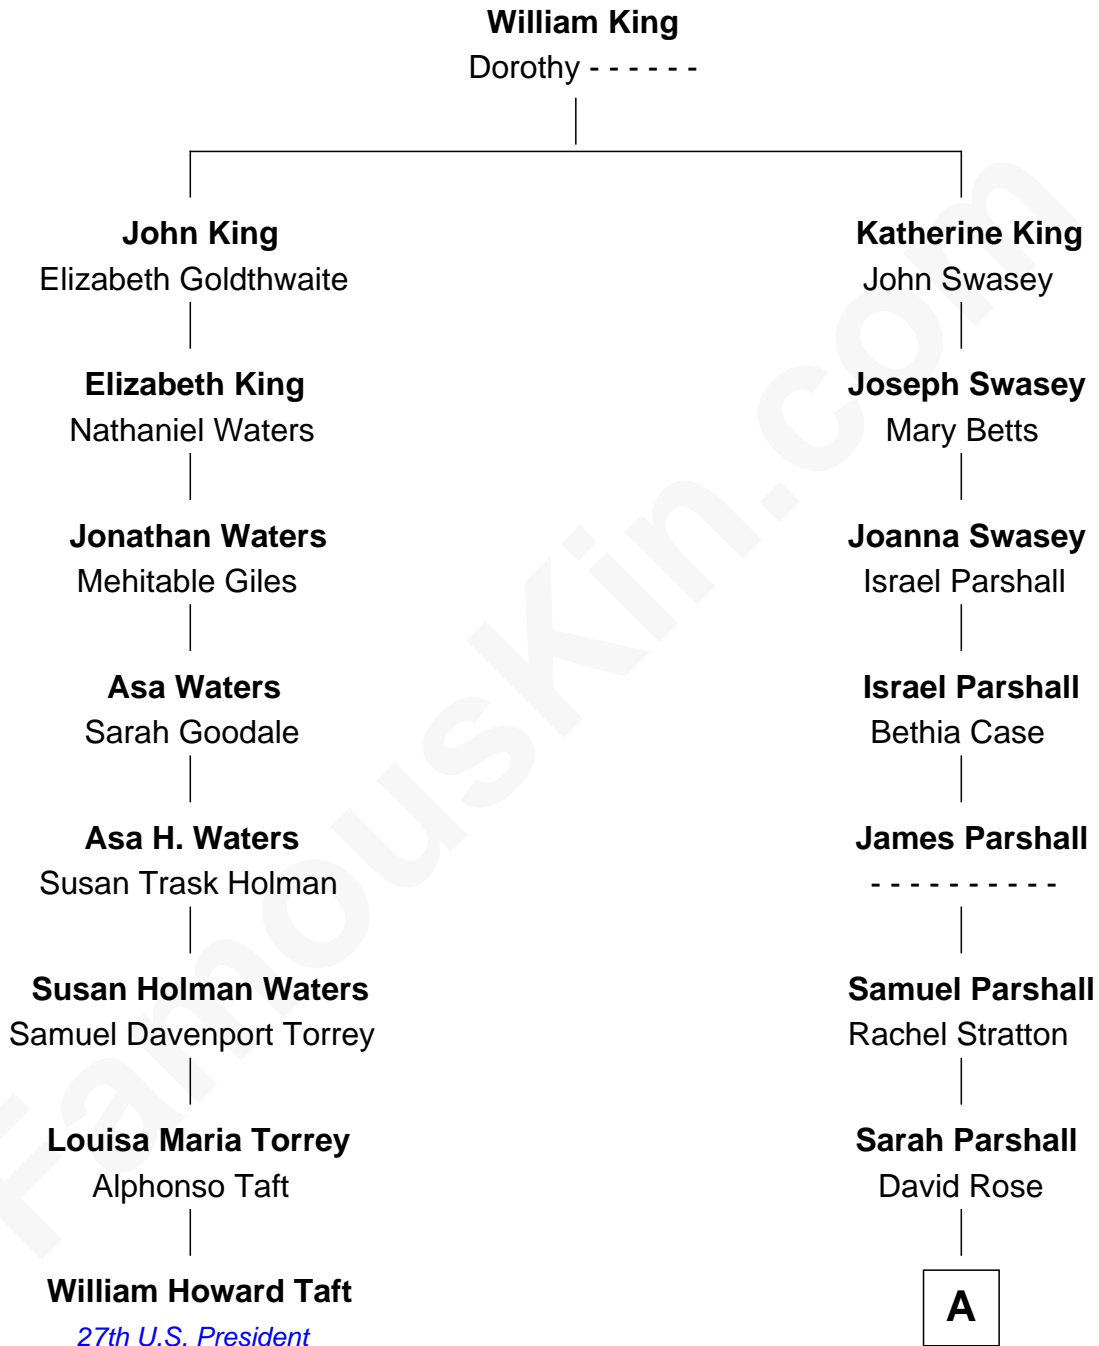 William King
Dorothy - - - - - -
John King
Elizabeth Goldthwaite
Katherine King
John Swasey
Elizabeth King
Nathaniel Waters
Joseph Swasey
Mary Betts
Jonathan Waters
Mehitable Giles
Joanna Swasey
Israel Parshall
Asa Waters
Sarah Goodale
Israel Parshall
Bethia Case
Asa H. Waters
Susan Trask Holman
James Parshall
- - - - - - - - - -
Susan Holman Waters
Samuel Davenport Torrey
Samuel Parshall
Rachel Stratton
Louisa Maria Torrey
Alphonso Taft
Sarah Parshall
David Rose
William Howard Taft
27th U.S. President
A
FamousKin.com